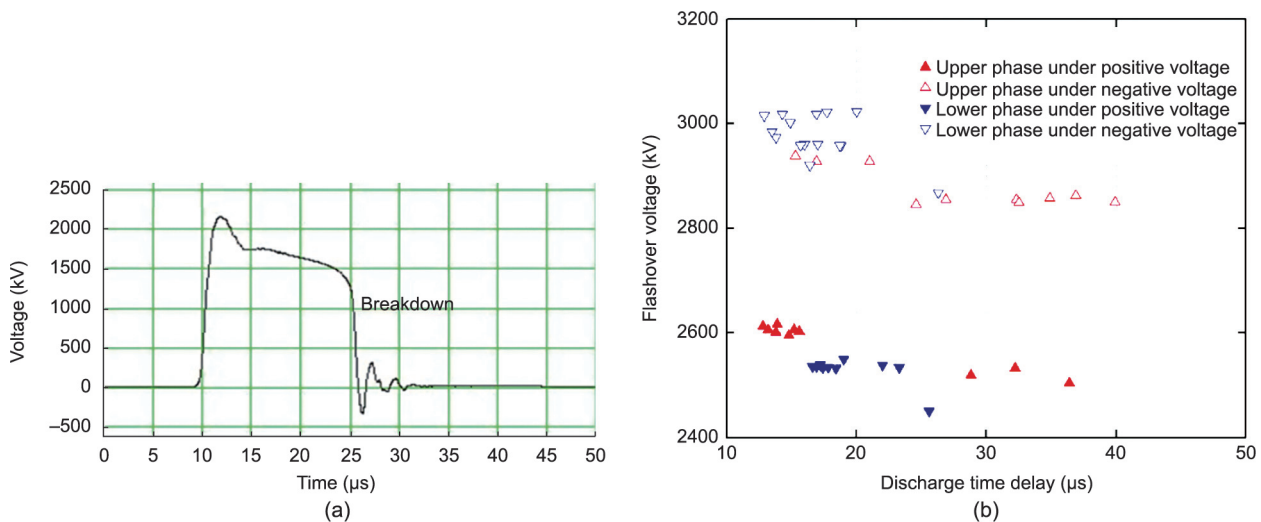 2500
2000
1500
1000
500
0
–500
0 5 10 15 20 25 30 35 40 45 50
Voltage (kV)
Breakdown
Time (μs)
(a)
3200
3000
2800
2600
2400
10 20 30 40 50
Flashover voltage (kV)
Upper phase under positive voltage
Upper phase under negative voltage
Lower phase under positive voltage
Lower phase under negative voltage
Discharge time delay (μs)
(b)